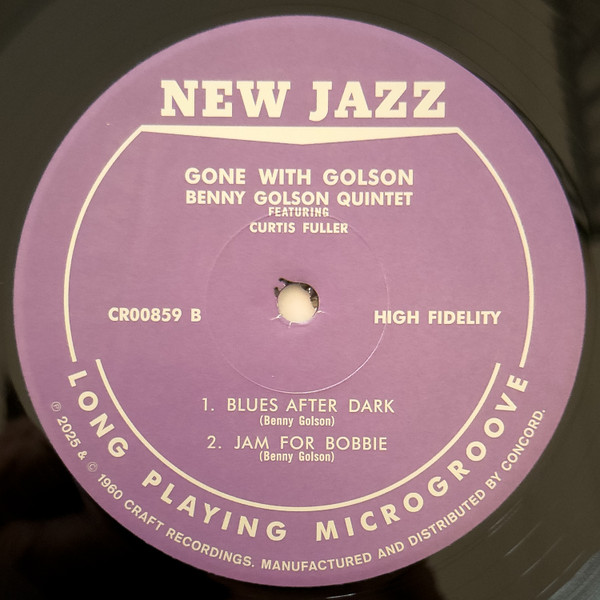 NEW JAZZ
GONE WITH GOLSON
BENNY GOLSON QUINTET
FEATURING
CURTIS FULLER
CR00859 B
HIGH FIDELITY
1. BLUES AFTER DARK
(Benny Golson)
2. JAM FOR BOBBIE
(Benny Golson)
LONG PLAYING MICROGROOVE
℗ 2025 & © 1960 CRAFT RECORDINGS. MANUFACTURED AND DISTRIBUTED BY CONCORD.